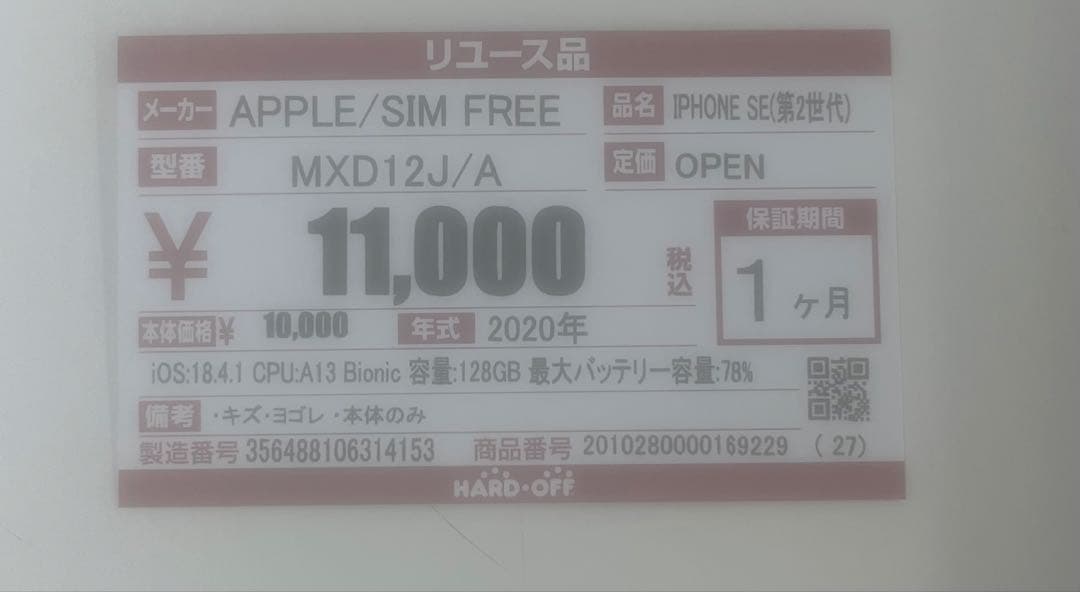 リユース品
メーカー APPLE/SIM FREE 品名 IPHONE SE(第2世代)
型番 MXD12J/A 定価 OPEN
¥ 11,000 税込 保証期間 1ヶ月
本体価格¥ 10,000 年式 2020年
iOS:18.4.1 CPU:A13 Bionic 容量:128GB 最大バッテリー容量:78%
備考 ・キズ・ヨゴレ ・本体のみ
製造番号 356488106314153 商品番号 2010280000169229 (27)
HARD・OFF